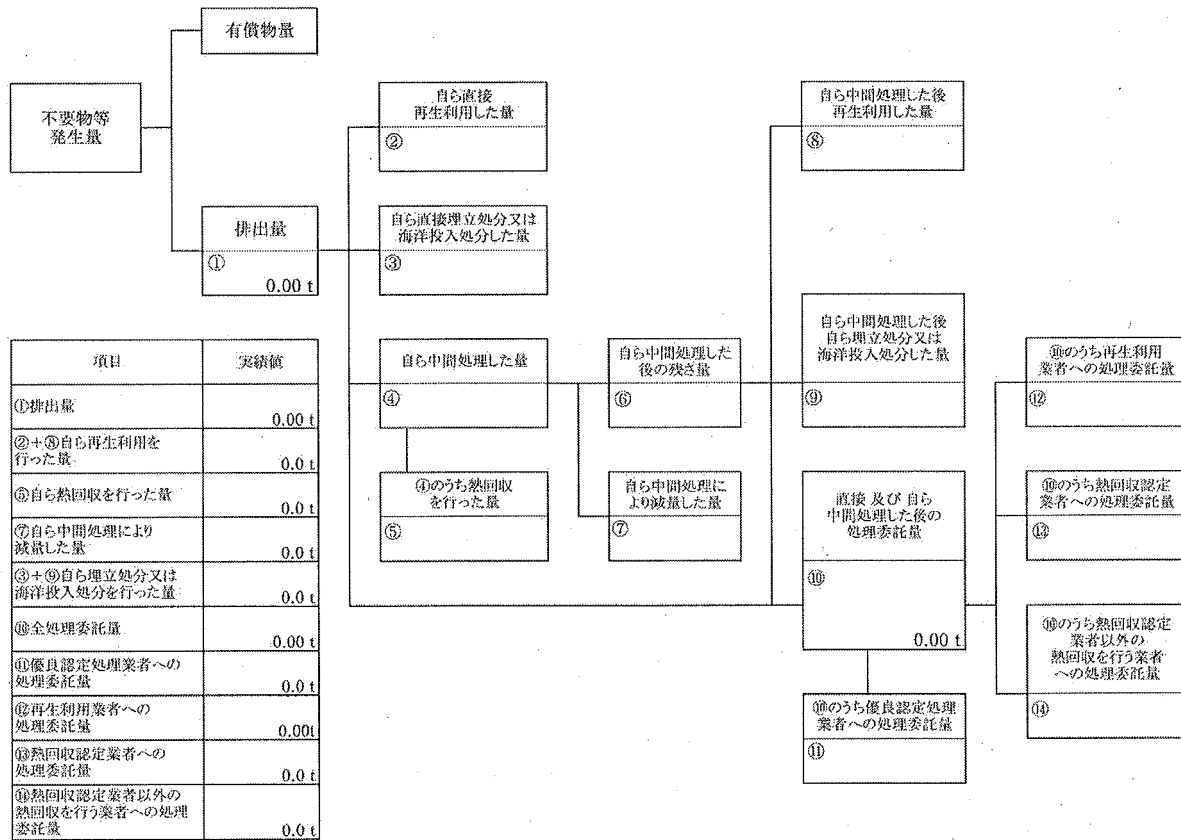 有償物量
不要物等
発生量
自ら直接
再生利用した量
②
自ら中間処理した後
再生利用した量
⑧
排出量
①
0.00 t
自ら直接埋立処分又は
海洋投入処分した量
③
自ら中間処理した量
④
自ら中間処理した
後の残さ量
⑥
自ら中間処理した後
自ら埋立処分又は
海洋投入処分した量
⑨
⑩のうち再生利用
業者への処理委託量
⑫
④のうち熱回収
を行った量
⑤
自ら中間処理に
より減量した量
⑦
直接 及び 自ら
中間処理した後の
処理委託量
⑩
0.00 t
⑩のうち熱回収認定
業者への処理委託量
⑬
⑩のうち熱回収認定
業者以外の
熱回収を行う業者
への処理委託量
⑭
⑩のうち優良認定処理
業者への処理委託量
⑪
項目 実績値
①排出量
0.00 t
②+⑧自ら再生利用を
行った量
0.0 t
⑤自ら熱回収を行った量
0.0 t
⑦自ら中間処理により
減量した量
0.0 t
③+⑨自ら埋立処分又は
海洋投入処分を行った量
0.0 t
⑩全処理委託量
0.00 t
⑪優良認定処理業者への
処理委託量
0.0 t
⑫再生利用業者への
処理委託量
0.00t
⑬熱回収認定業者への
処理委託量
0.0 t
⑭熱回収認定業者以外の
熱回収を行う業者への処理
委託量
0.0 t